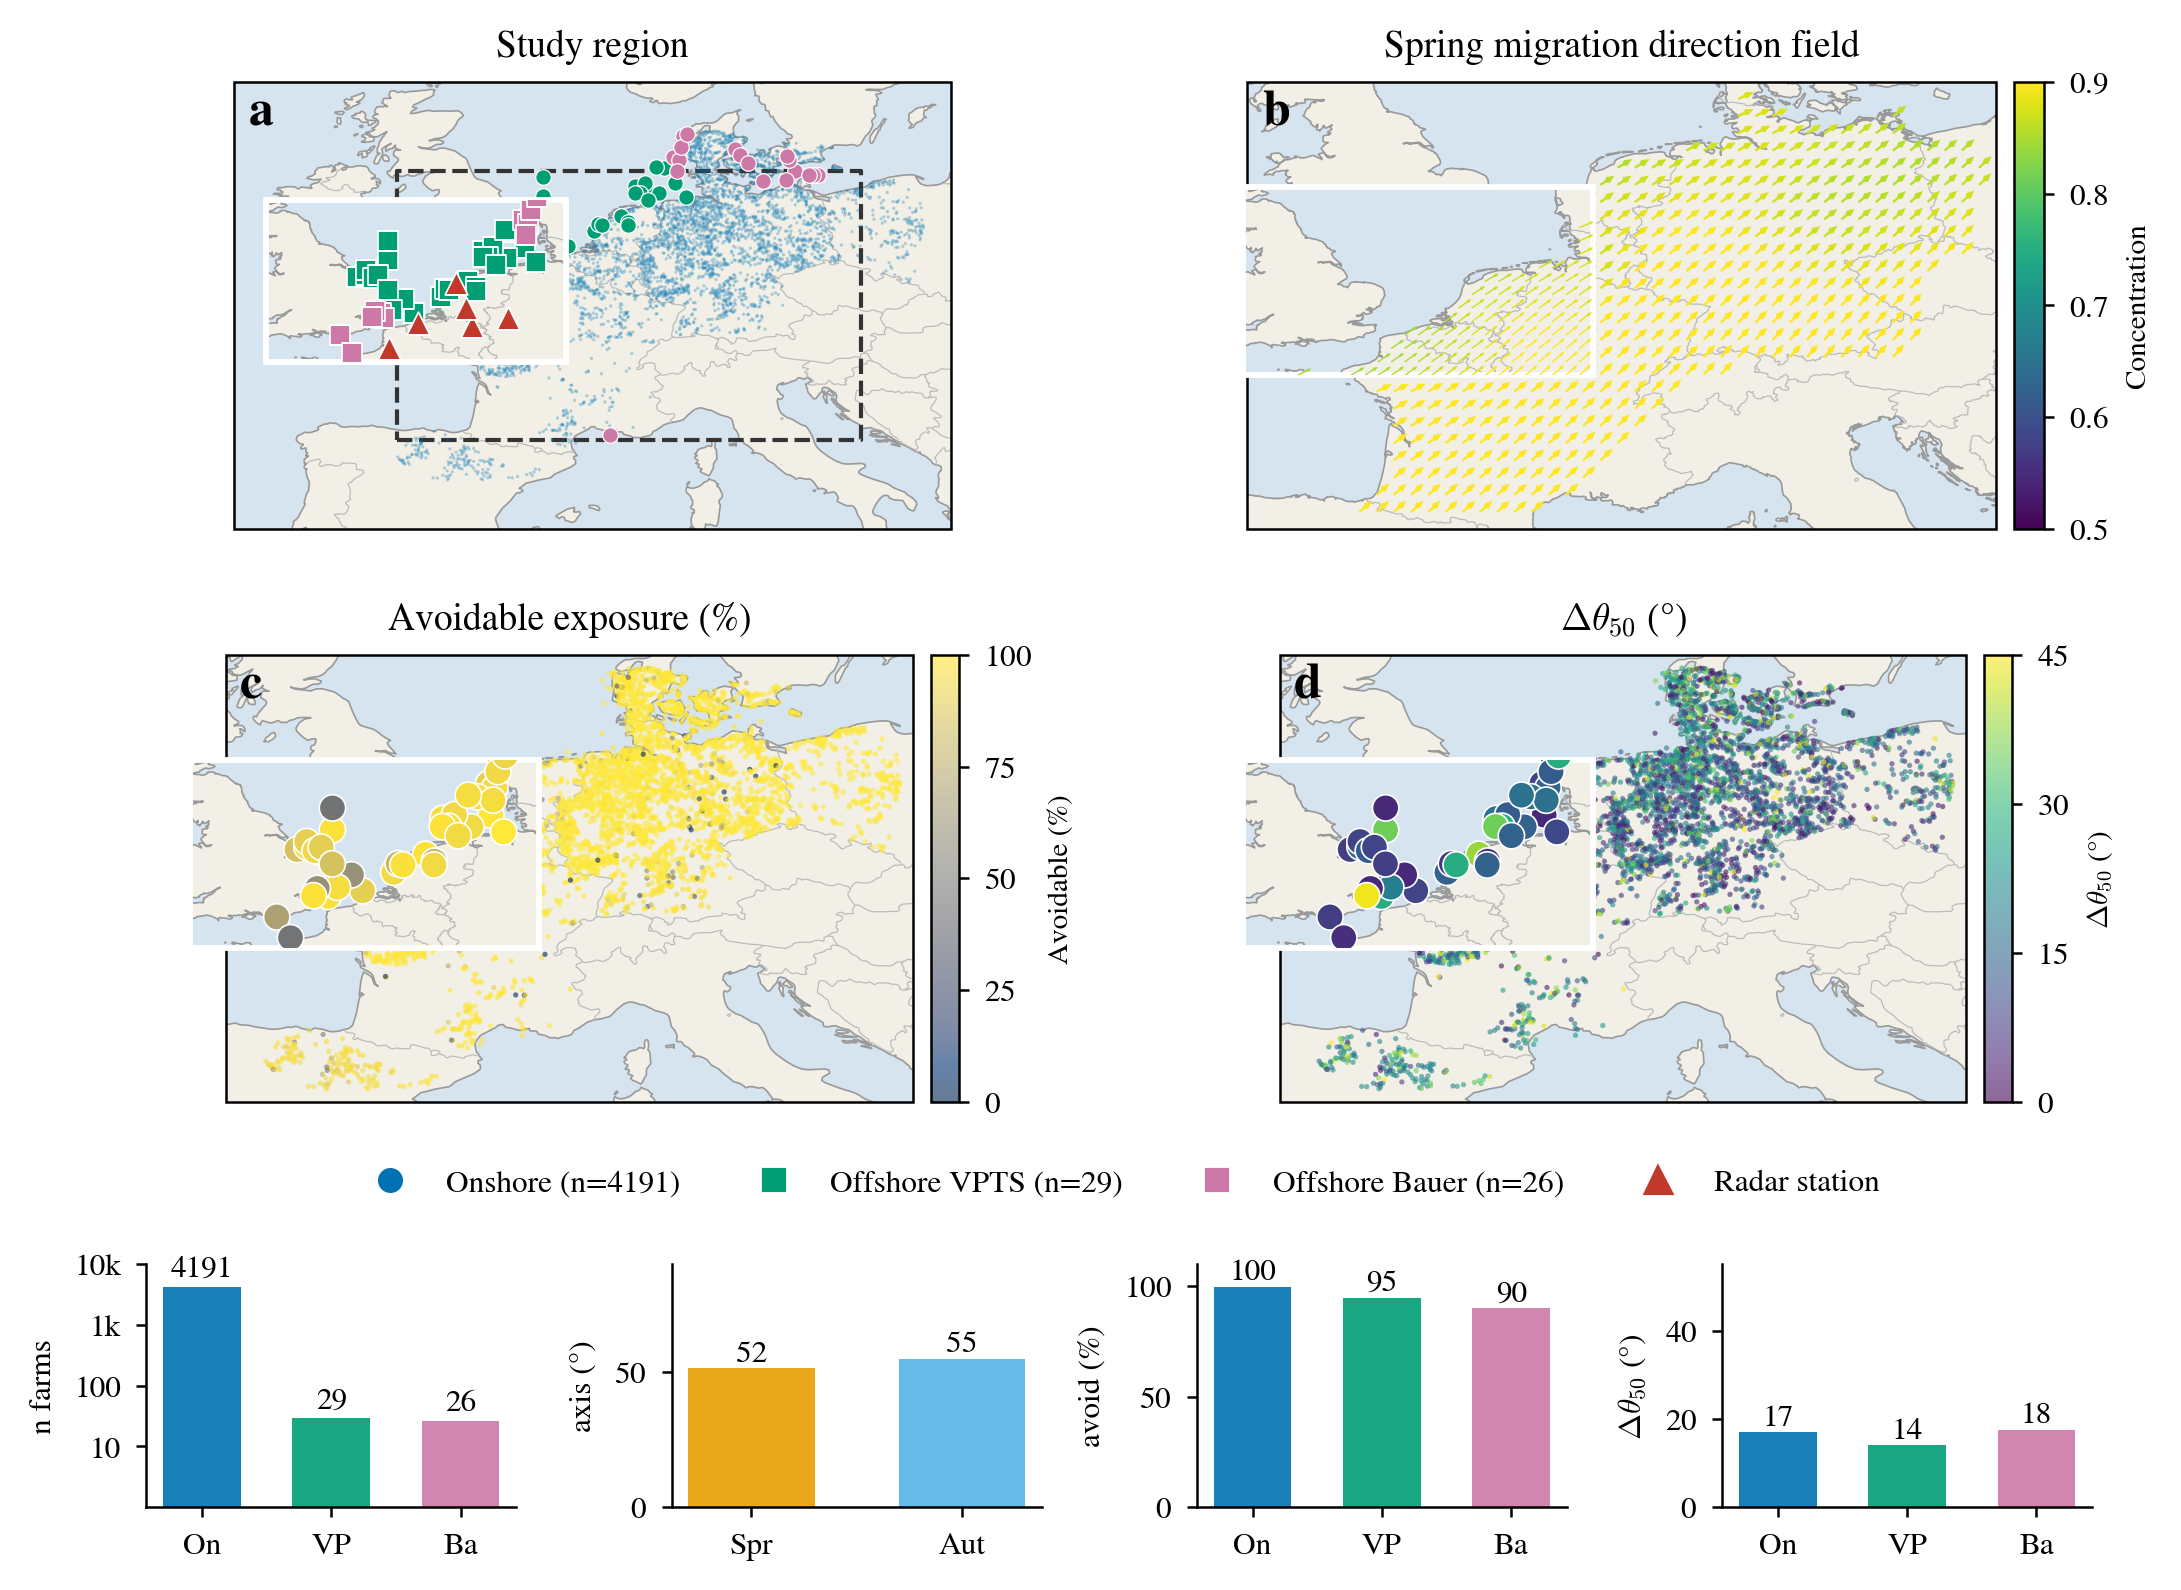 Study region
a
Spring migration direction field
b
0.9
0.8
0.7
0.6
0.5
Concentration
Avoidable exposure (%)
c
100
75
50
25
0
Avoidable (%)
Δθ50 (°)
d
45
30
15
0
Δθ50 (°)
Onshore (n=4191)
Offshore VPTS (n=29)
Offshore Bauer (n=26)
Radar station
n farms
10k
1k
100
10
4191
29
26
On
VP
Ba
axis (°)
50
0
52
55
Spr
Aut
avoid (%)
100
50
0
100
95
90
On
VP
Ba
Δθ50 (°)
40
20
0
17
14
18
On
VP
Ba